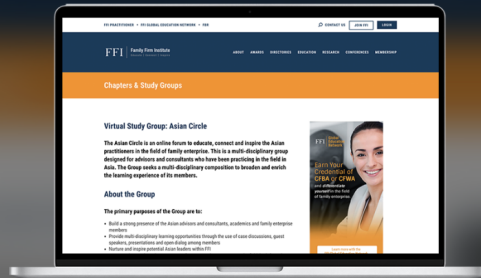 FFI PRACTITIONER • FFI GLOBAL EDUCATION NETWORK • FBR
CONTACT US
JOIN FFI
LOGIN
FFI
Family Firm Institute
ABOUT AWARDS DIRECTORIES EDUCATION RESEARCH CONFERENCES MEMBERSHIP
Chapters & Study Groups
Virtual Study Group: Asian Circle
The Asian Circle is an online forum to educate, connect and inspire the Asian
practitioners in the field of family enterprise. This is a multi-disciplinary group
designed for advisors and consultants who have been practicing in the field in
Asia. The Group seeks a multi-disciplinary composition to broaden and enrich
the learning experience of its members.
About the Group
The primary purposes of the Group are to:
• Build a strong presence of the Asian advisors and consultants, academics and family enterprise
members
• Provide multi-disciplinary learning opportunities through the use of case discussions, guest
speakers, presentations and open dialog among members
• Nurture and inspire potential Asian leaders within FFI
FFI
Global
Education
Network
Earn Your
Credential of
CFBA or CFWA
and differentiate
yourself in the field
of family enterprise.